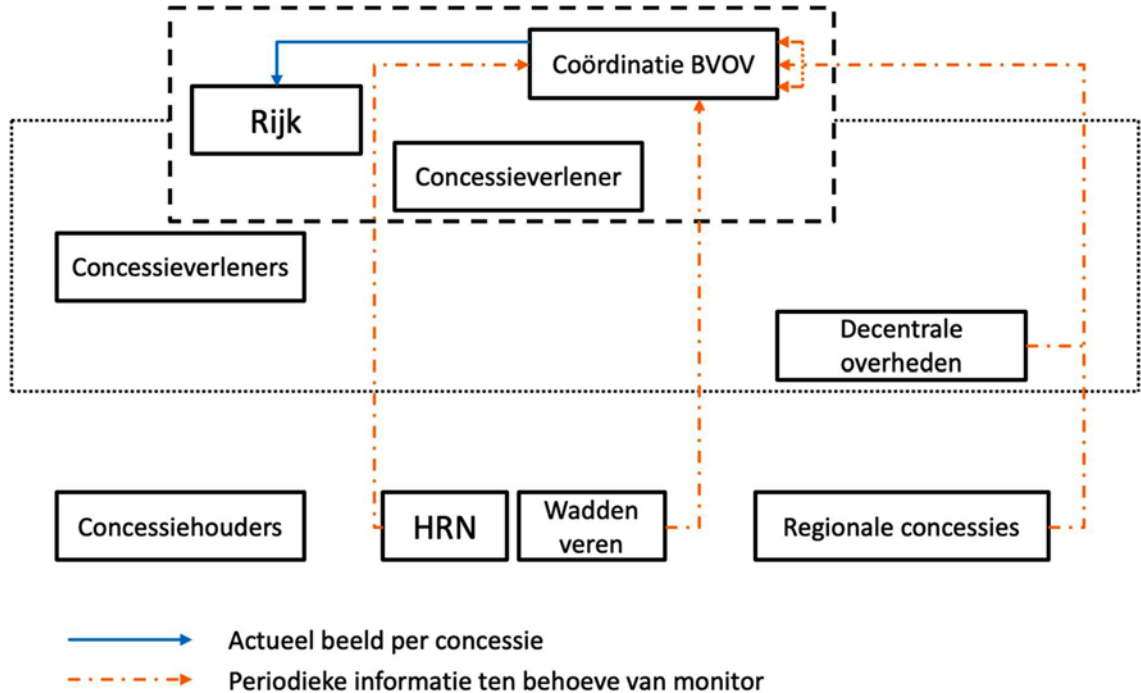 Coördinatie BVOV
Rijk
Concessieverlener
Concessieverleners
Decentrale
overheden
Concessiehouders
HRN
Wadden
veren
Regionale concessies
Actueel beeld per concessie
Periodieke informatie ten behoeve van monitor